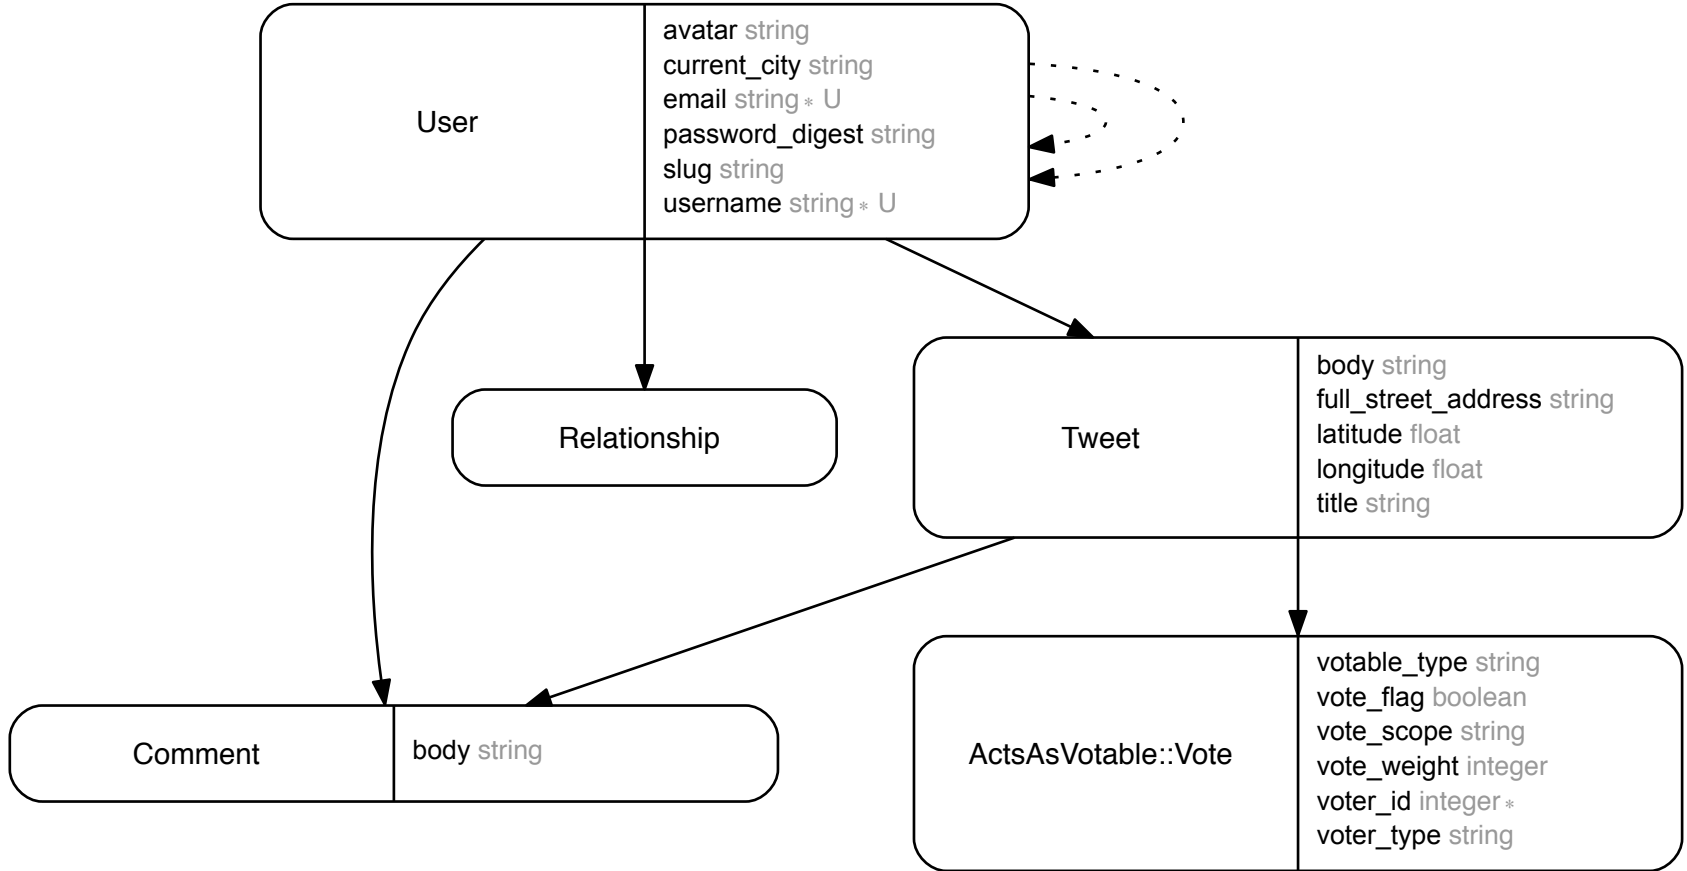 User
avatar string
current_city string
email string* U
password_digest string
slug string
username string* U
Relationship
Tweet
body string
full_street_address string
latitude float
longitude float
title string
Comment
body string
ActsAsVotable::Vote
votable_type string
vote_flag boolean
vote_scope string
vote_weight integer
voter_id integer*
voter_type string